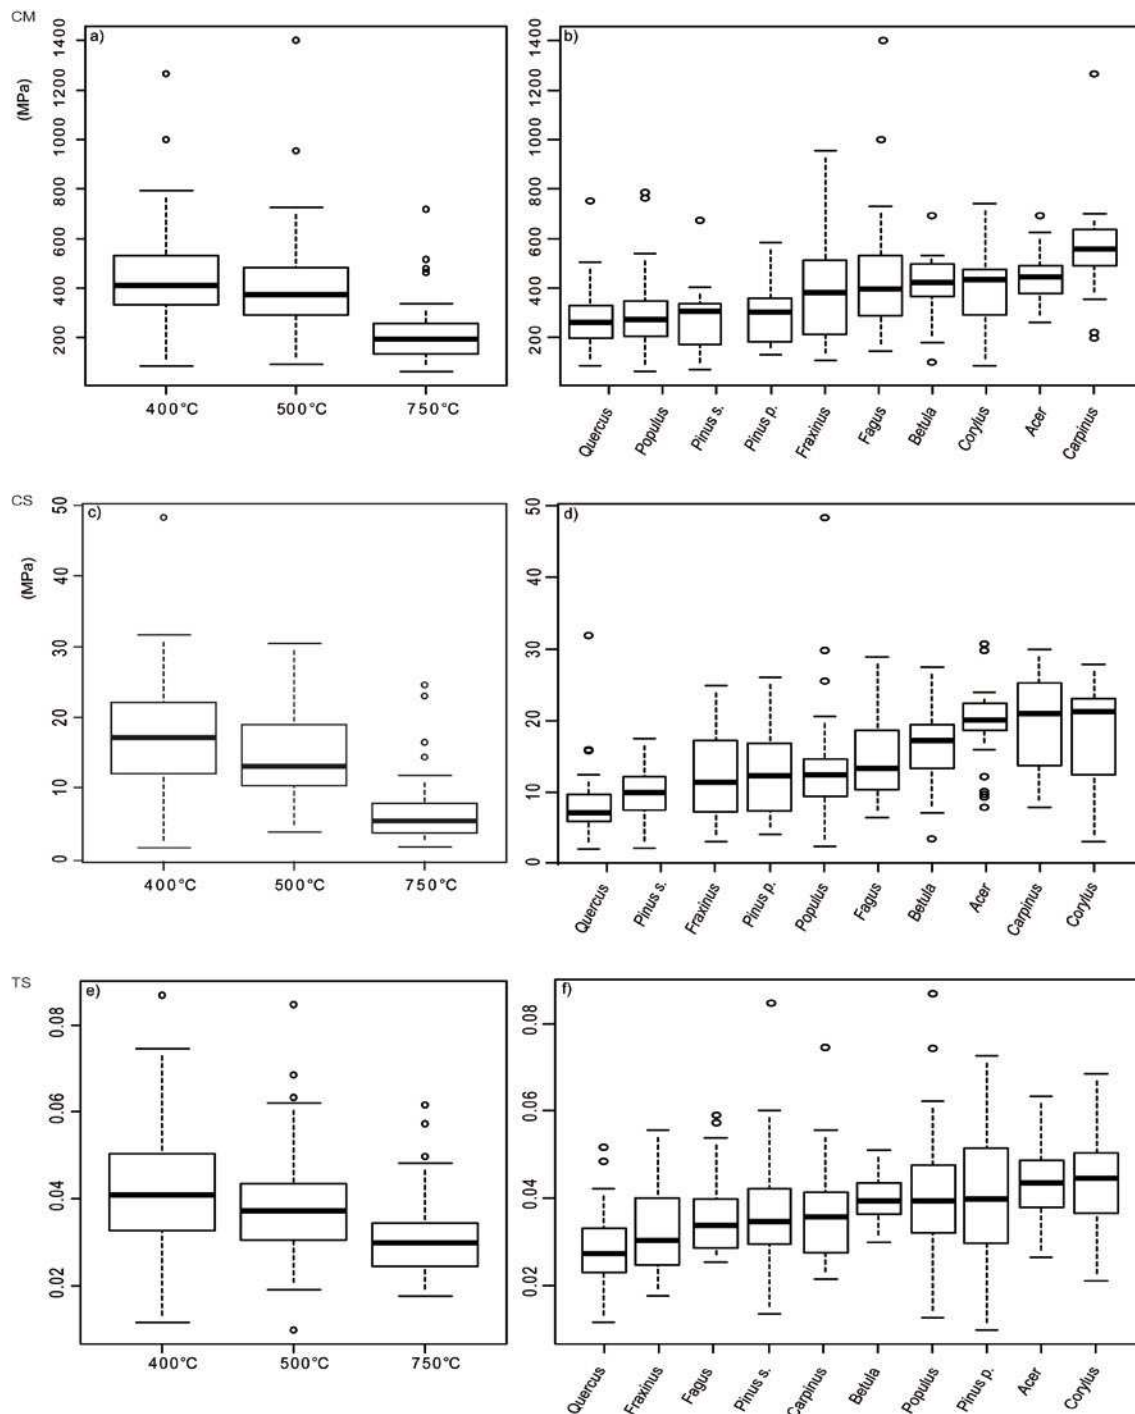 CM
(MPa)
a)
1400
1200
1000
800
600
400
200
400°C 500°C 750°C
b)
1400
1200
1000
800
600
400
200
Quercus Populus Pinus s. Pinus p. Fraxinus Fagus Betula Corylus Acer Carpinus
CS
(MPa)
c)
50
40
30
20
10
0
400°C 500°C 750°C
d)
50
40
30
20
10
0
Quercus Pinus s. Fraxinus Pinus p. Populus Fagus Betula Acer Carpinus Corylus
TS
e)
0.08
0.06
0.04
0.02
400°C 500°C 750°C
f)
0.08
0.06
0.04
0.02
Quercus Fraxinus Fagus Pinus s. Carpinus Betula Populus Pinus p. Acer Corylus